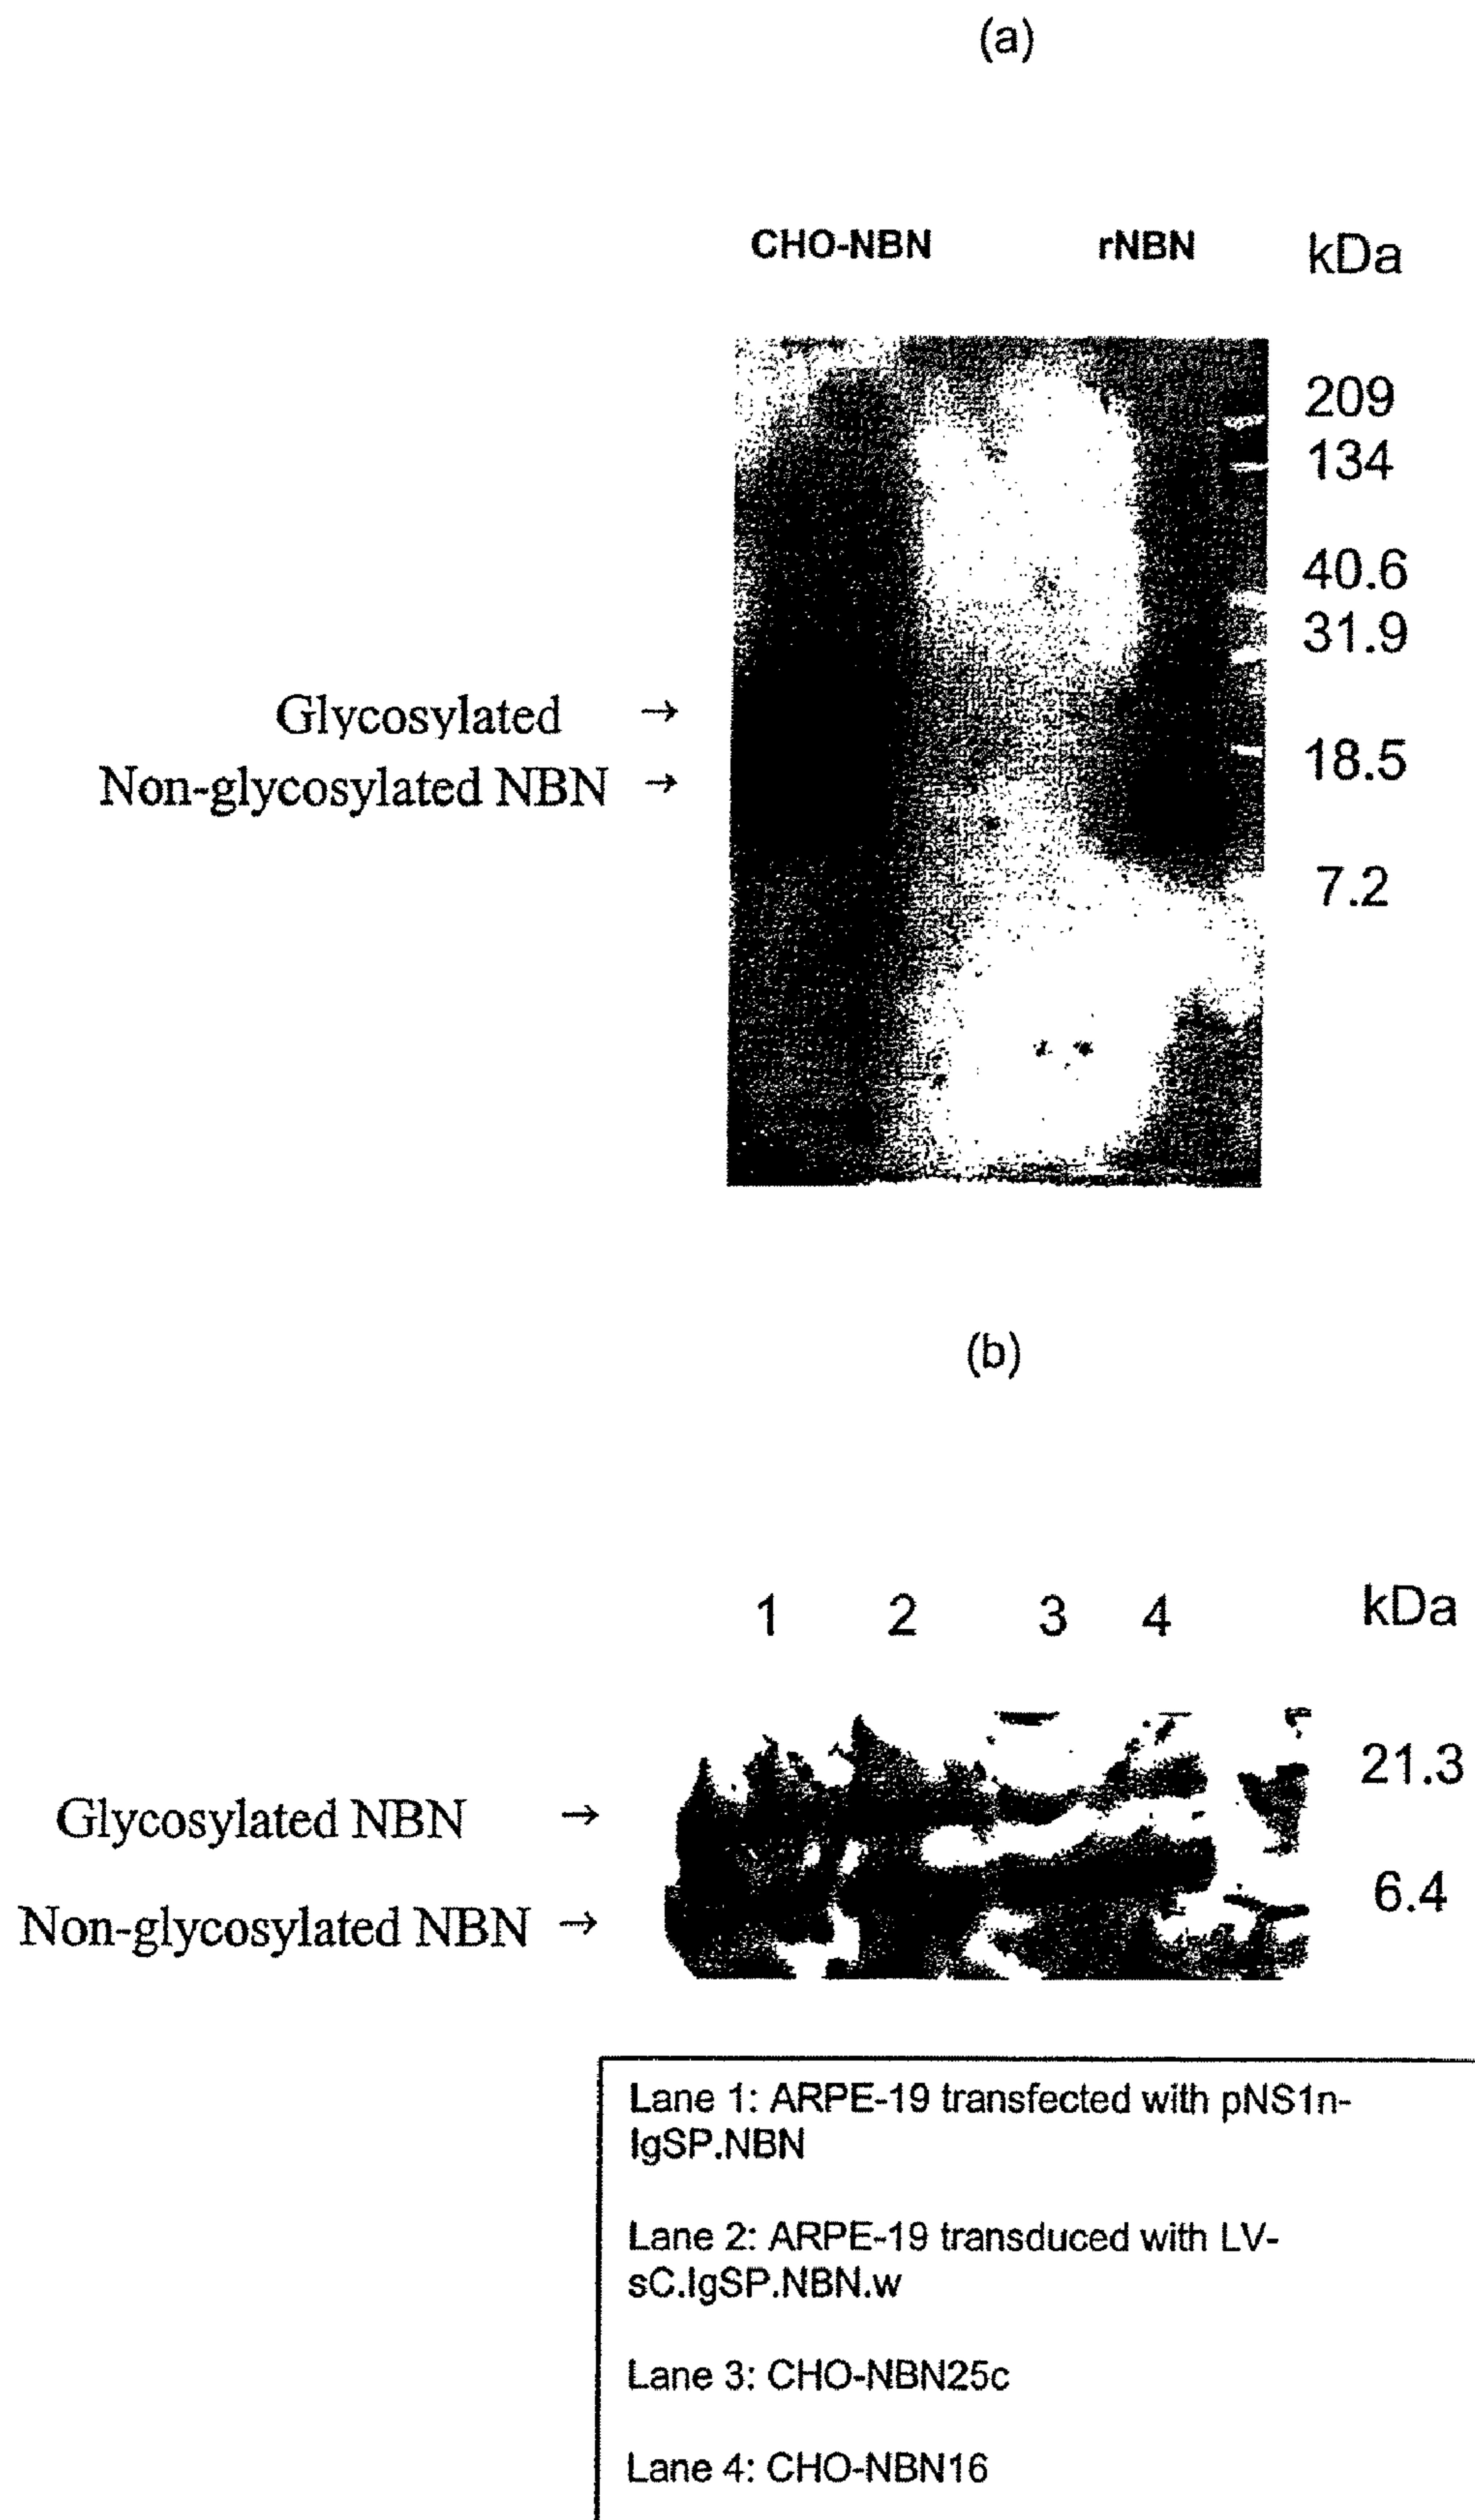 (a)
CHO-NBN rNBN kDa
209
134
40.6
31.9
Glycosylated →
18.5
Non-glycosylated NBN →
7.2
(b)
1 2 3 4 kDa
21.3
Glycosylated NBN →
6.4
Non-glycosylated NBN →
Lane 1: ARPE-19 transfected with pNS1n-
IgSP.NBN
Lane 2: ARPE-19 transduced with LV-
sC.IgSP.NBN.w
Lane 3: CHO-NBN25c
Lane 4: CHO-NBN16